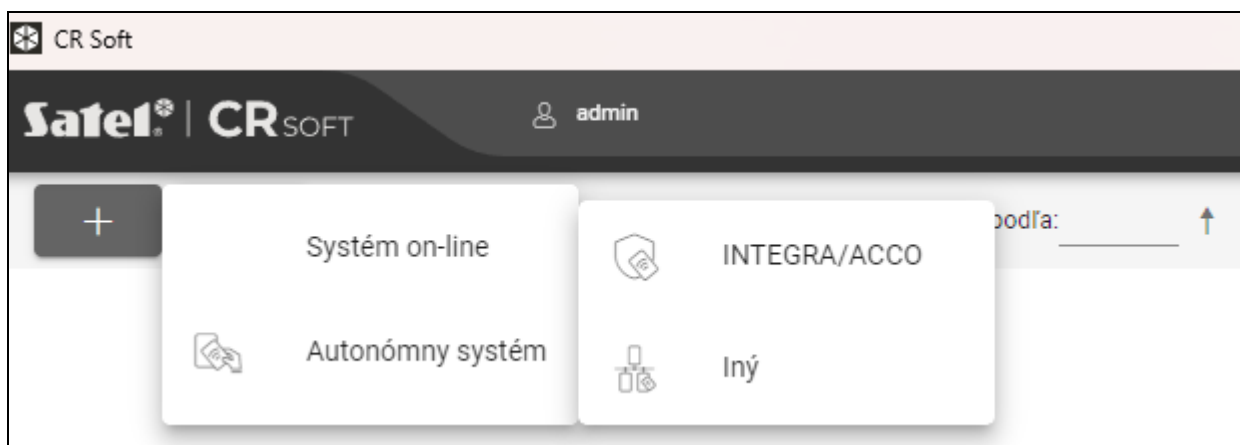 CR Soft
Satel® | CR SOFT
admin
+
Systém on-line
INTEGRA/ACCO
podľa:
Autonómny systém
Iný